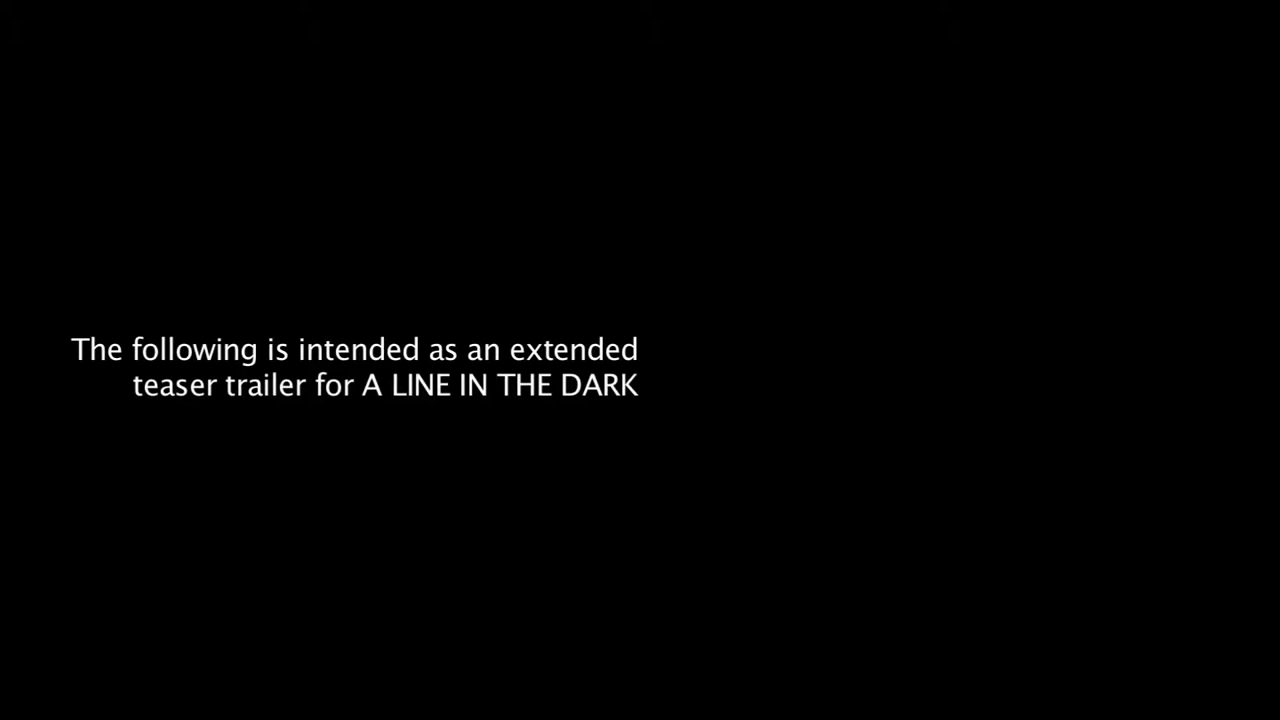 The following is intended as an extended
teaser trailer for A LINE IN THE DARK